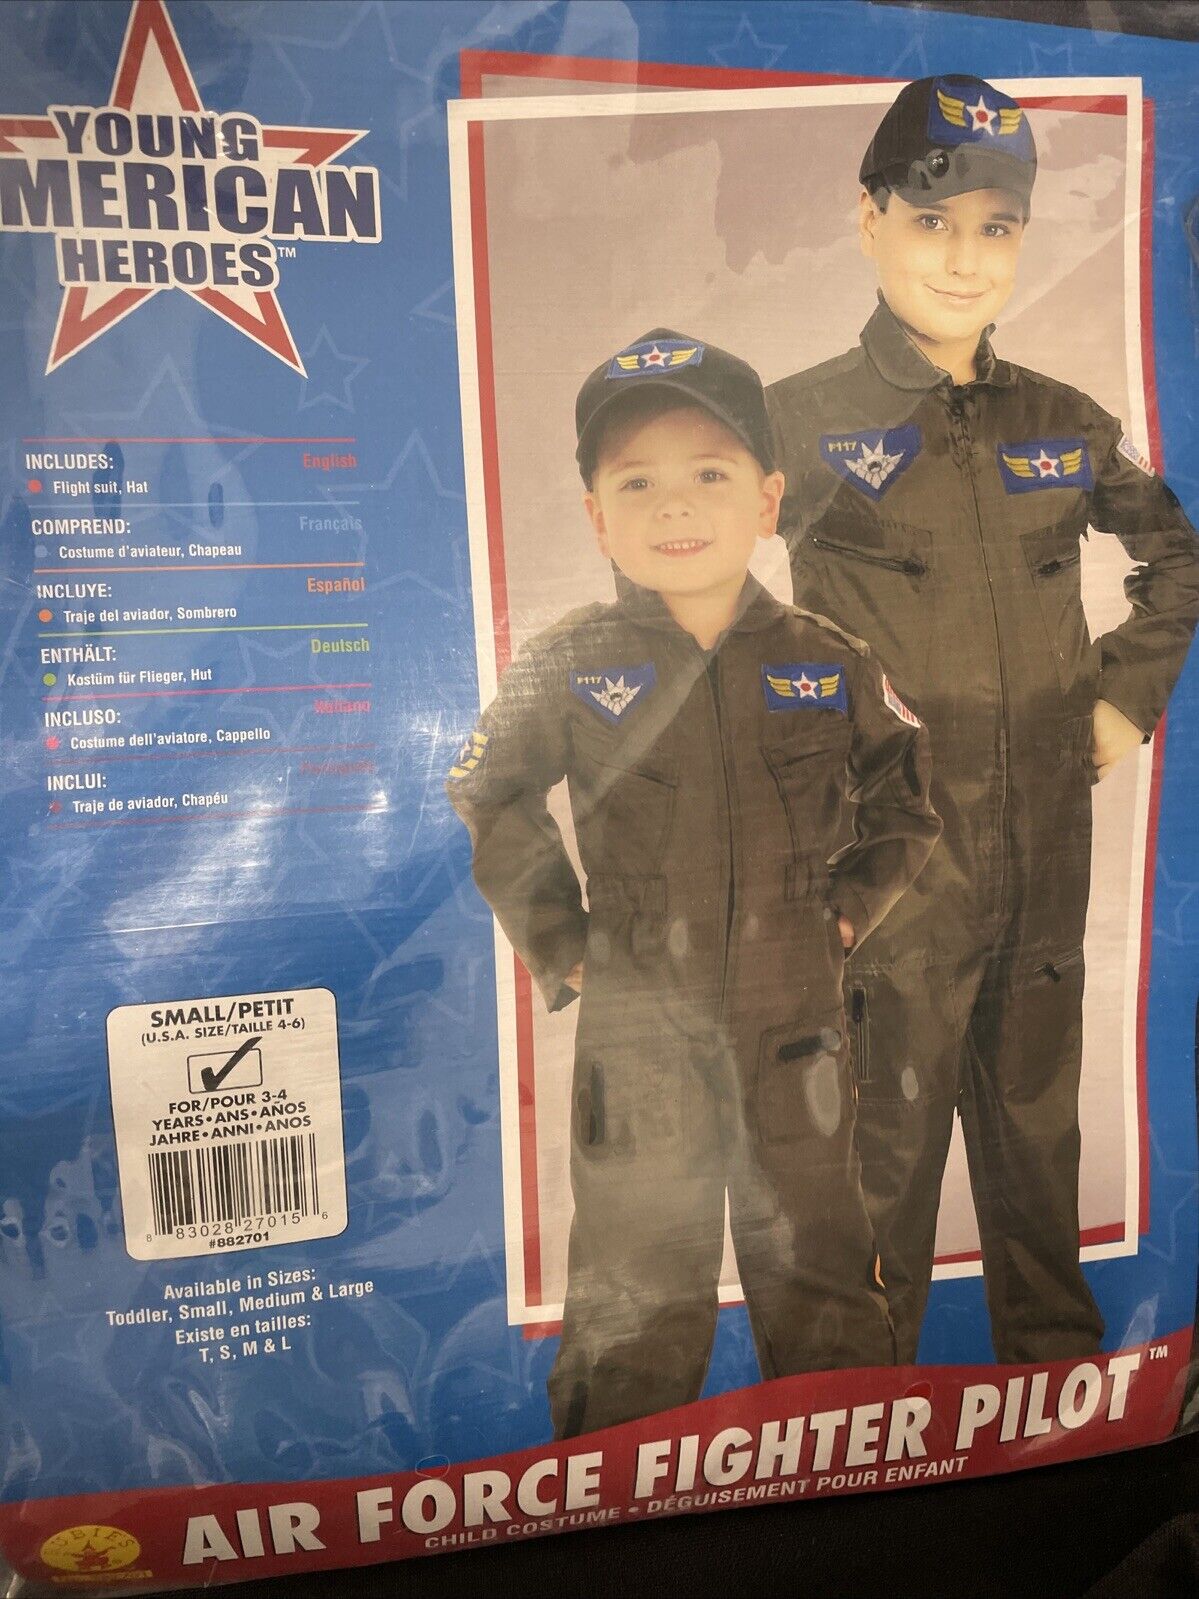 YOUNG
MERICAN
HEROES™
INCLUDES: English
Flight suit, Hat
COMPREND: Français
Costume d'aviateur, Chapeau
INCLUYE: Español
Traje del aviador, Sombrero
ENTHÄLT: Deutsch
Kostüm für Flieger, Hut
INCLUSO: Italiano
Costume dell'aviatore, Cappello
INCLUI:
Traje de aviador, Chapéu
SMALL/PETIT
(U.S.A. SIZE/TAILLE 4-6)
FOR/POUR 3-4
YEARS•ANS•AÑOS
JAHRE•ANNI•ANOS
8 83028 27015 6
#882701
Available in Sizes:
Toddler, Small, Medium & Large
Existe en tailles:
T, S, M & L
F117
F117
AIR FORCE FIGHTER PILOT™
CHILD COSTUME • DÉGUISEMENT POUR ENFANT
RUBIES